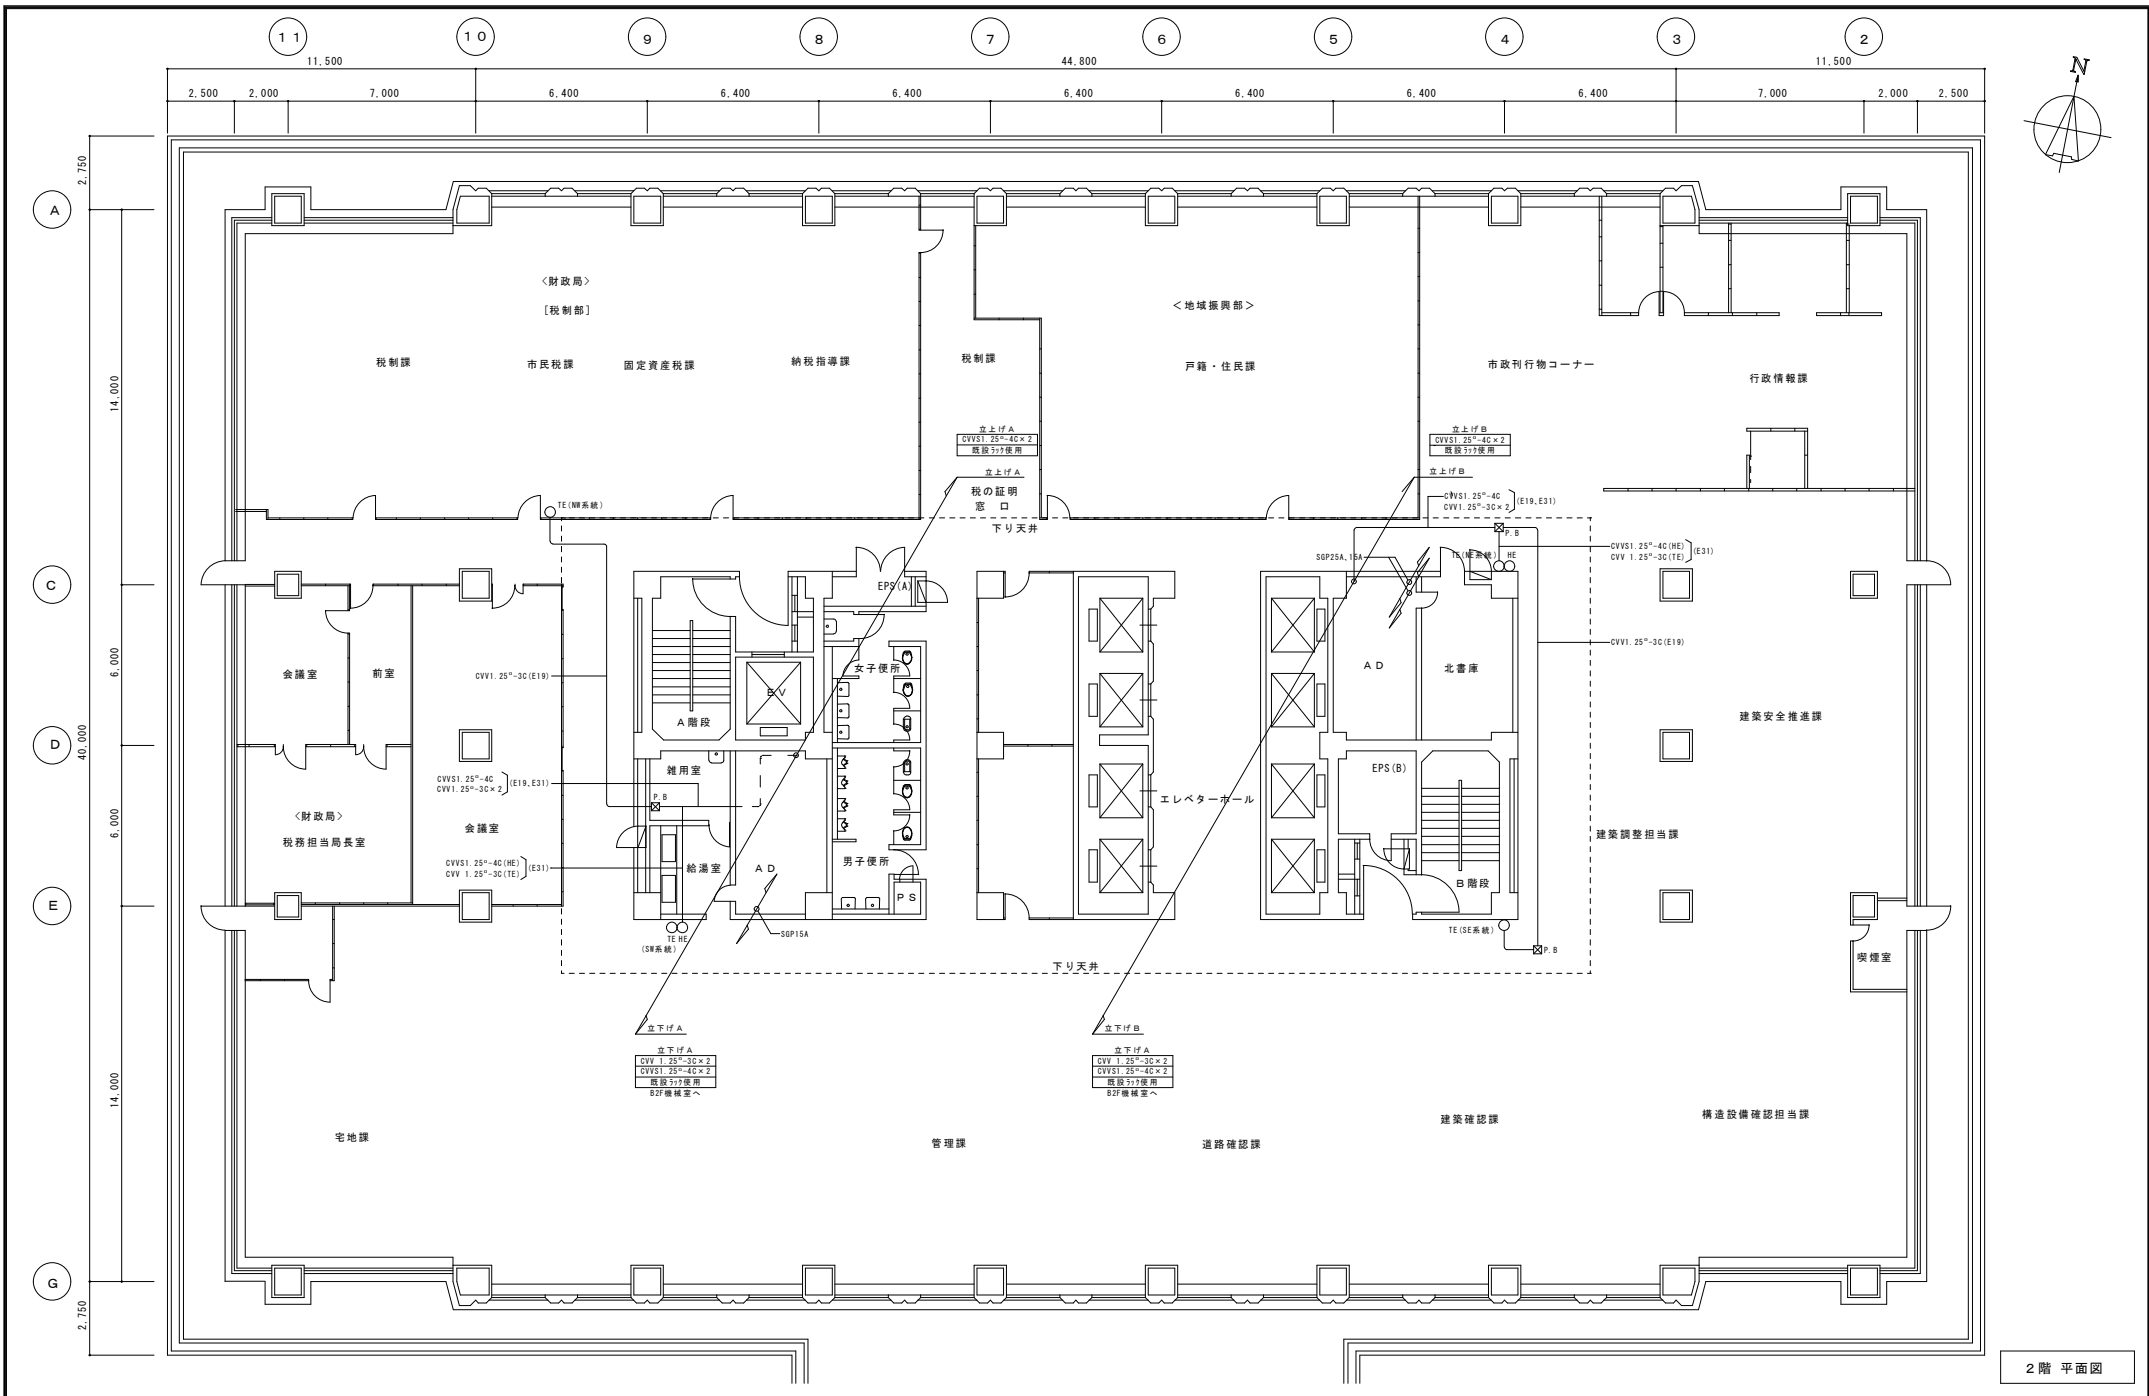 11 10 9 8 7 6 5 4 3 2
11,500 44,800 11,500
2,500 2,000 7,000 6,400 6,400 6,400 6,400 6,400 6,400 6,400 7,000 2,000 2,500
N
2,750
A
14,000
C
6,000
D
40,000
6,000
E
14,000
G
2,750
<財政局>
[税制部]
税制課
市民税課
固定資産税課
納税指導課
税制課
<地域振興部>
戸籍・住民課
市政刊行物コーナー
行政情報課
立上げA
CVVS1.25□-4C×2
既設ラック使用
立上げA
税の証明
窓 口
下り天井
立上げB
CVVS1.25□-4C×2
既設ラック使用
立上げB
CVVS1.25□-4C
CVV1.25□-3C×2
(E19,E31)
P.B
TE(NW系統)
SGP25A,15A
TE(NE系統)
HE
CVVS1.25□-4C(HE)
CVV 1.25□-3C(TE)
(E31)
CVV1.25□-3C(E19)
EPS(A)
会議室
前室
CVV1.25□-3C(E19)
女子便所
EV
A階段
AD
北書庫
建築安全推進課
雑用室
CVVS1.25□-4C
CVV1.25□-3C×2
(E19,E31)
P.B
EPS(B)
エレベターホール
<財政局>
税務担当局長室
会議室
建築調整担当課
CVVS1.25□-4C(HE)
CVV 1.25□-3C(TE)
(E31)
給湯室
AD
男子便所
PS
B階段
SGP15A
TE HE
(SW系統)
TE(SE系統)
P.B
喫煙室
下り天井
立下げA
立下げA
CVV 1.25□-3C×2
CVVS1.25□-4C×2
既設ラック使用
B2F機械室へ
立下げB
立下げA
CVV 1.25□-3C×2
CVVS1.25□-4C×2
既設ラック使用
B2F機械室へ
宅地課
管理課
道路確認課
建築確認課
構造設備確認担当課
2階 平面図